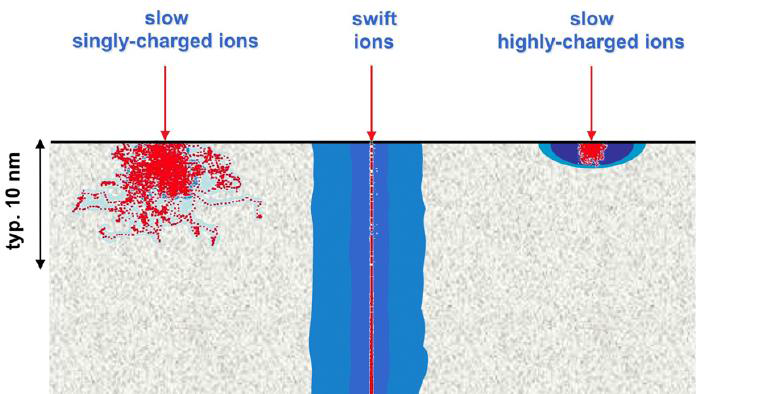 slow
singly-charged ions
swift
ions
slow
highly-charged ions
typ. 10 nm